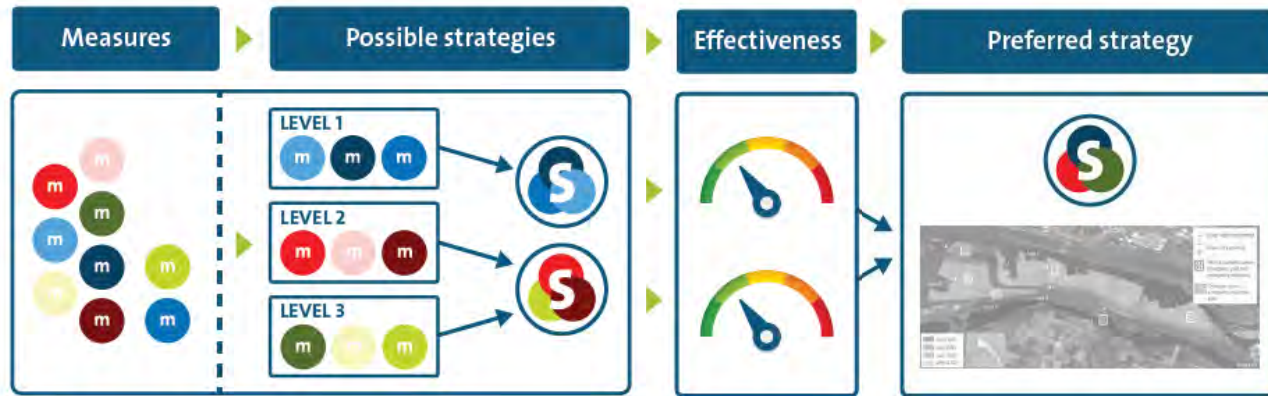 Measures
Possible strategies
Effectiveness
Preferred strategy
m
m
m
m
m
m
m
m
m
LEVEL 1
m m m
LEVEL 2
m m m
LEVEL 3
m m m
S
S
S